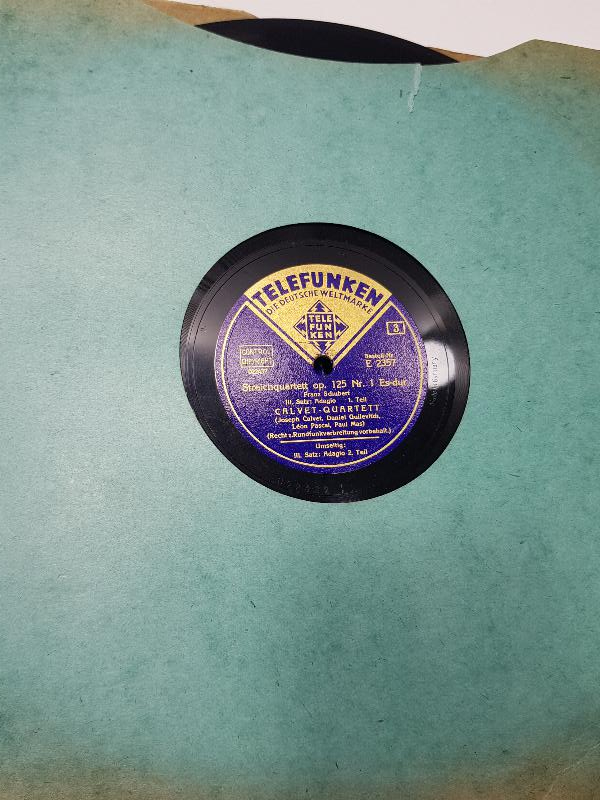 TELEFUNKEN
DIE DEUTSCHE WELTMARKE
TELE
FUN
KEN
3
CONTROL
Bestell-Nr.
E 2357
Streichquartett op. 125 Nr. 1 Es-dur
Franz Schubert
III. Satz: Adagio 1. Teil
CALVET-QUARTETT
(Joseph Calvet, Daniel Guilevitch,
Léon Pascal, Paul Mas)
(Recht z. Rundfunkverbreitung vorbehalt.)
Umseitig:
III. Satz: Adagio 2. Teil